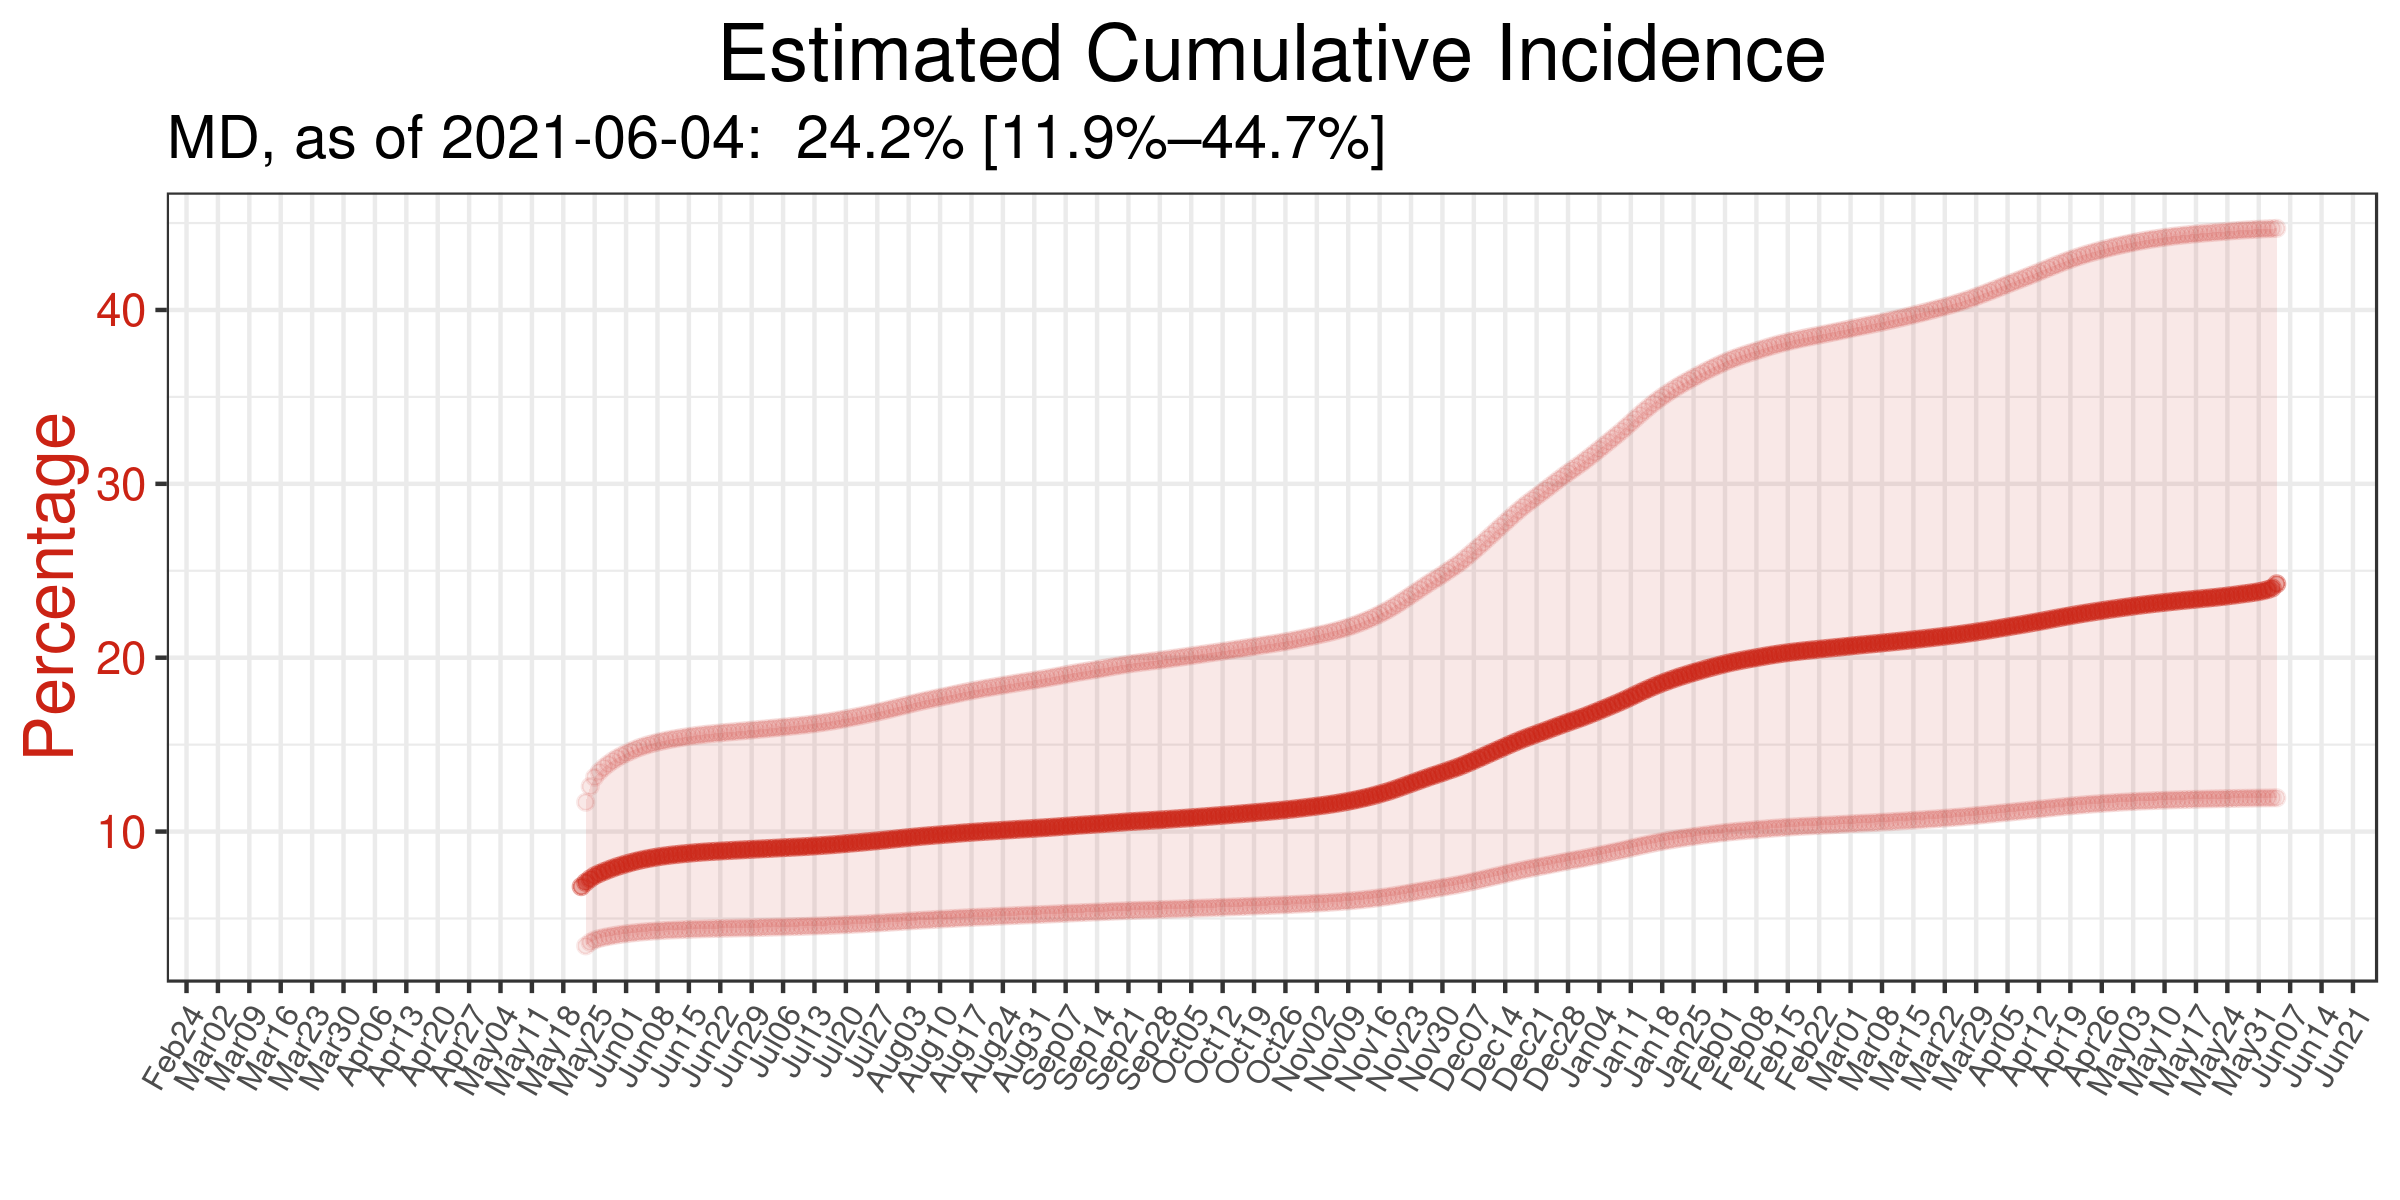 Estimated Cumulative Incidence
MD, as of 2021-06-04:  24.2% [11.9%–44.7%]
Percentage
40
30
20
10
Feb24
Mar02
Mar09
Mar16
Mar23
Mar30
Apr06
Apr13
Apr20
Apr27
May04
May11
May18
May25
Jun01
Jun08
Jun15
Jun22
Jun29
Jul06
Jul13
Jul20
Jul27
Aug03
Aug10
Aug17
Aug24
Aug31
Sep07
Sep14
Sep21
Sep28
Oct05
Oct12
Oct19
Oct26
Nov02
Nov09
Nov16
Nov23
Nov30
Dec07
Dec14
Dec21
Dec28
Jan04
Jan11
Jan18
Jan25
Feb01
Feb08
Feb15
Feb22
Mar01
Mar08
Mar15
Mar22
Mar29
Apr05
Apr12
Apr19
Apr26
May03
May10
May17
May24
May31
Jun07
Jun14
Jun21